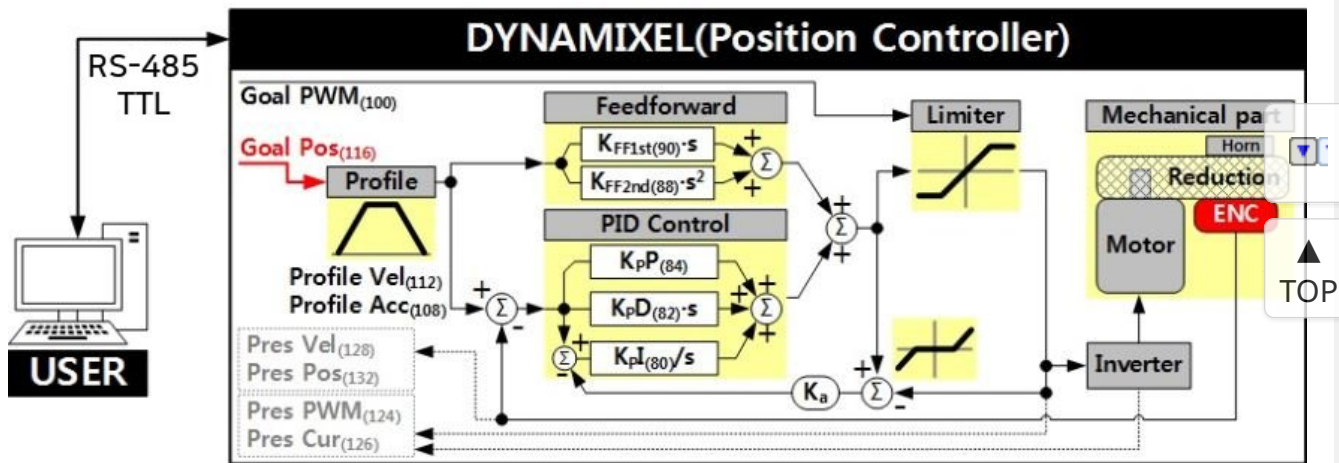 DYNAMIXEL(Position Controller)
RS-485
TTL
USER
Goal PWM(100)
Goal Pos(116)
Profile
Profile Vel(112)
Profile Acc(108)
Pres Vel(128)
Pres Pos(132)
Pres PWM(124)
Pres Cur(126)
Feedforward
KFF1st(90)·s
KFF2nd(88)·s²
+
+
Σ
PID Control
KPP(84)
KPD(82)·s
KPI(80)/s
+
+
+
Σ
+
Σ
-
Σ
-
+
Σ
+
Limiter
+
Σ
-
Ka
Inverter
Mechanical part
Horn
Reduction
ENC
Motor
▼
▲
TOP